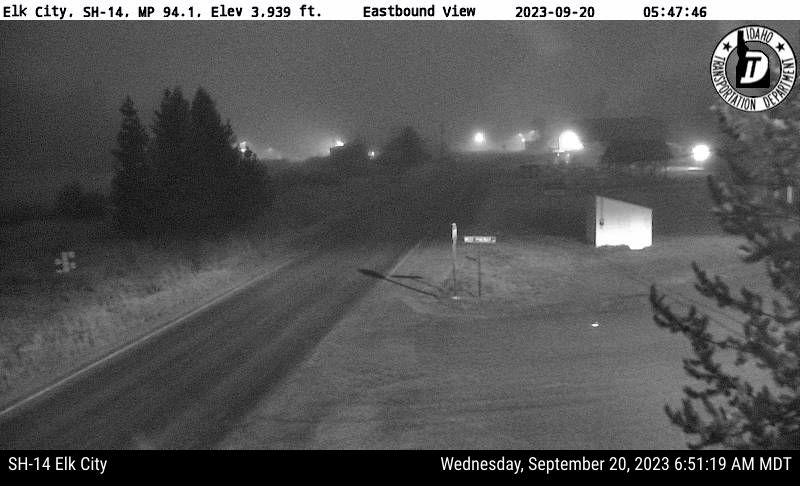 Elk City, SH-14, MP 94.1, Elev 3,939 ft. Eastbound View 2023-09-20 05:47:46
IDAHO
TRANSPORTATION DEPARTMENT
SH-14 Elk City Wednesday, September 20, 2023 6:51:19 AM MDT